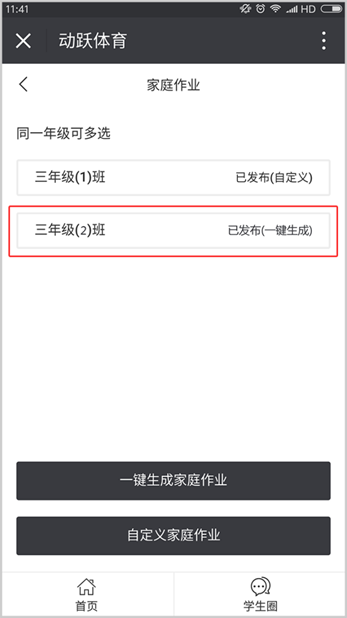 11:41 HD
动跃体育
家庭作业
同一年级可多选
三年级(1)班 已发布(自定义)
三年级(2)班 已发布(一键生成)
一键生成家庭作业
自定义家庭作业
首页 学生圈